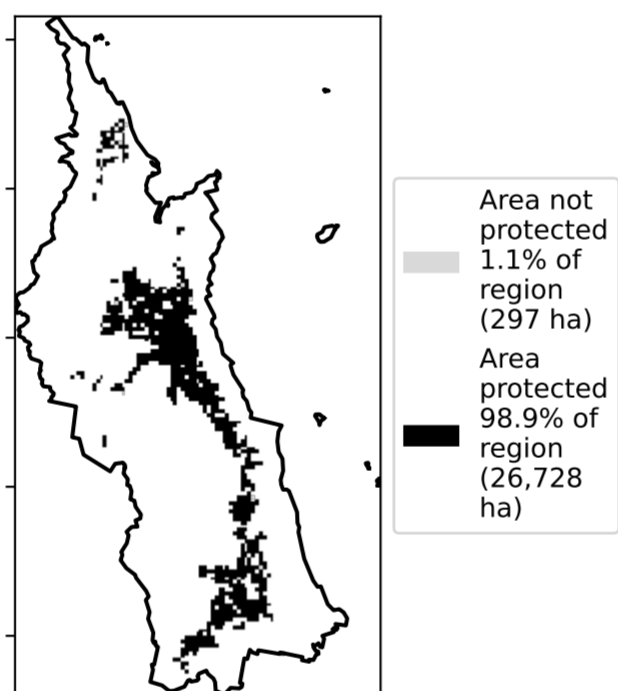 Area not
protected
1.1% of
region
(297 ha)
Area
protected
98.9% of
region
(26,728
ha)